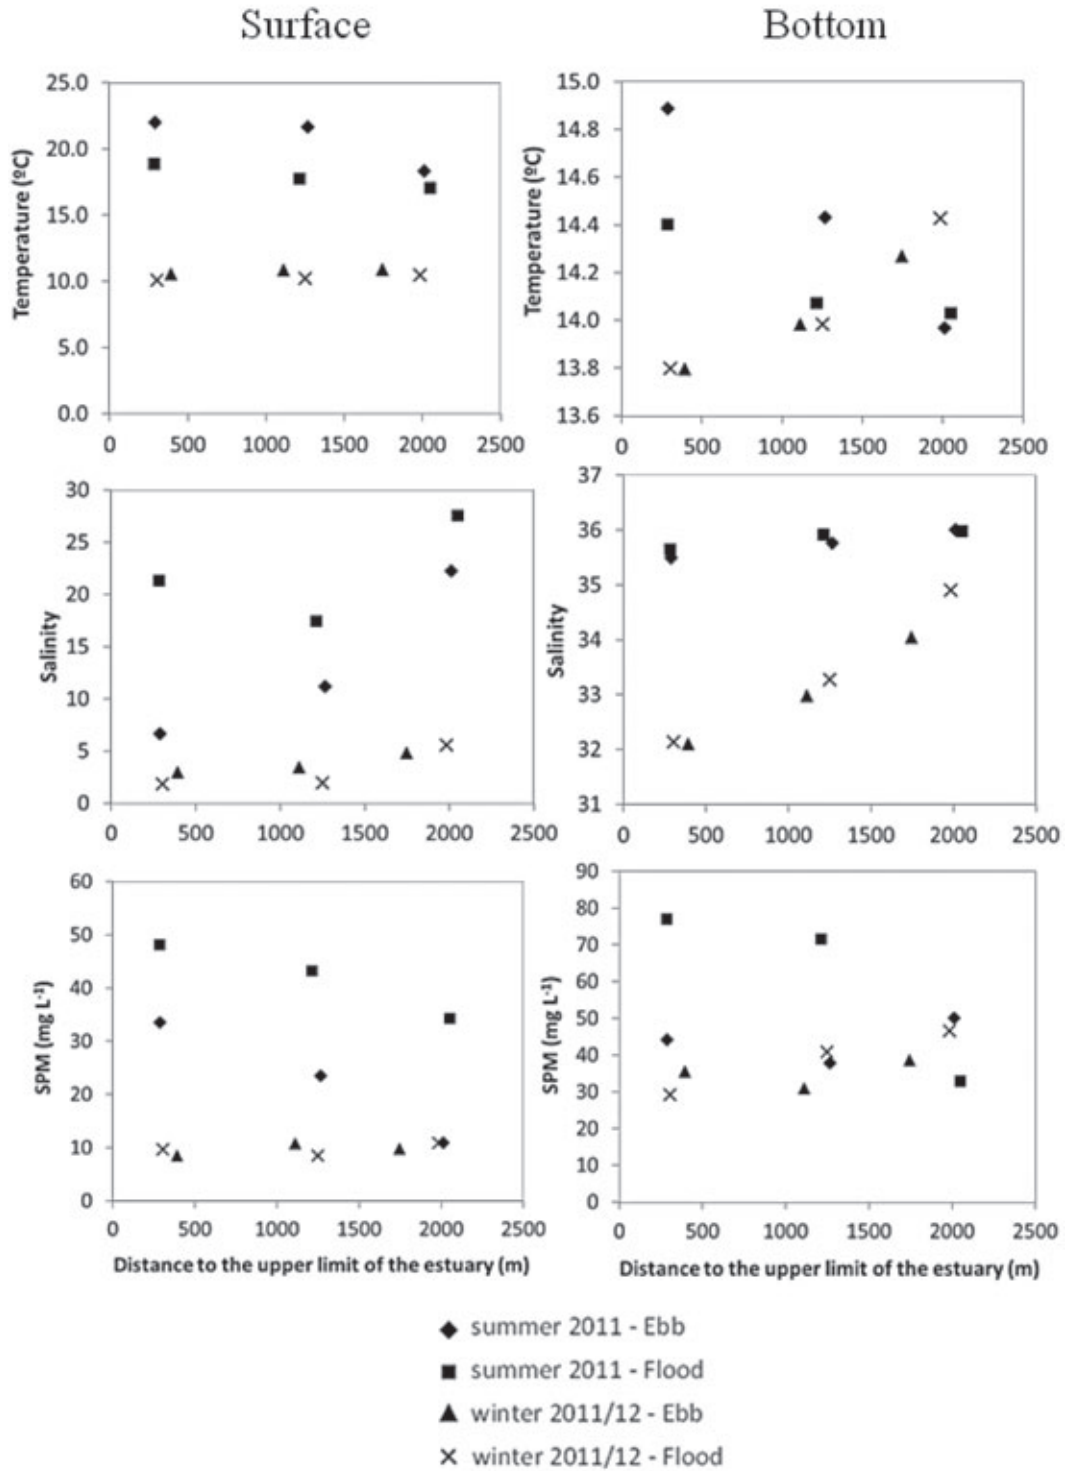 Surface
Bottom
Temperature (ºC)
25.0
20.0
15.0
10.0
5.0
0.0
0 500 1000 1500 2000 2500
Temperature (ºC)
15.0
14.8
14.6
14.4
14.2
14.0
13.8
13.6
0 500 1000 1500 2000 2500
Salinity
30
25
20
15
10
5
0
0 500 1000 1500 2000 2500
Salinity
37
36
35
34
33
32
31
0 500 1000 1500 2000 2500
SPM (mg L-1)
60
50
40
30
20
10
0
0 500 1000 1500 2000 2500
Distance to the upper limit of the estuary (m)
SPM (mg L-1)
90
80
70
60
50
40
30
20
10
0
0 500 1000 1500 2000 2500
Distance to the upper limit of the estuary (m)
summer 2011 - Ebb
summer 2011 - Flood
winter 2011/12 - Ebb
winter 2011/12 - Flood